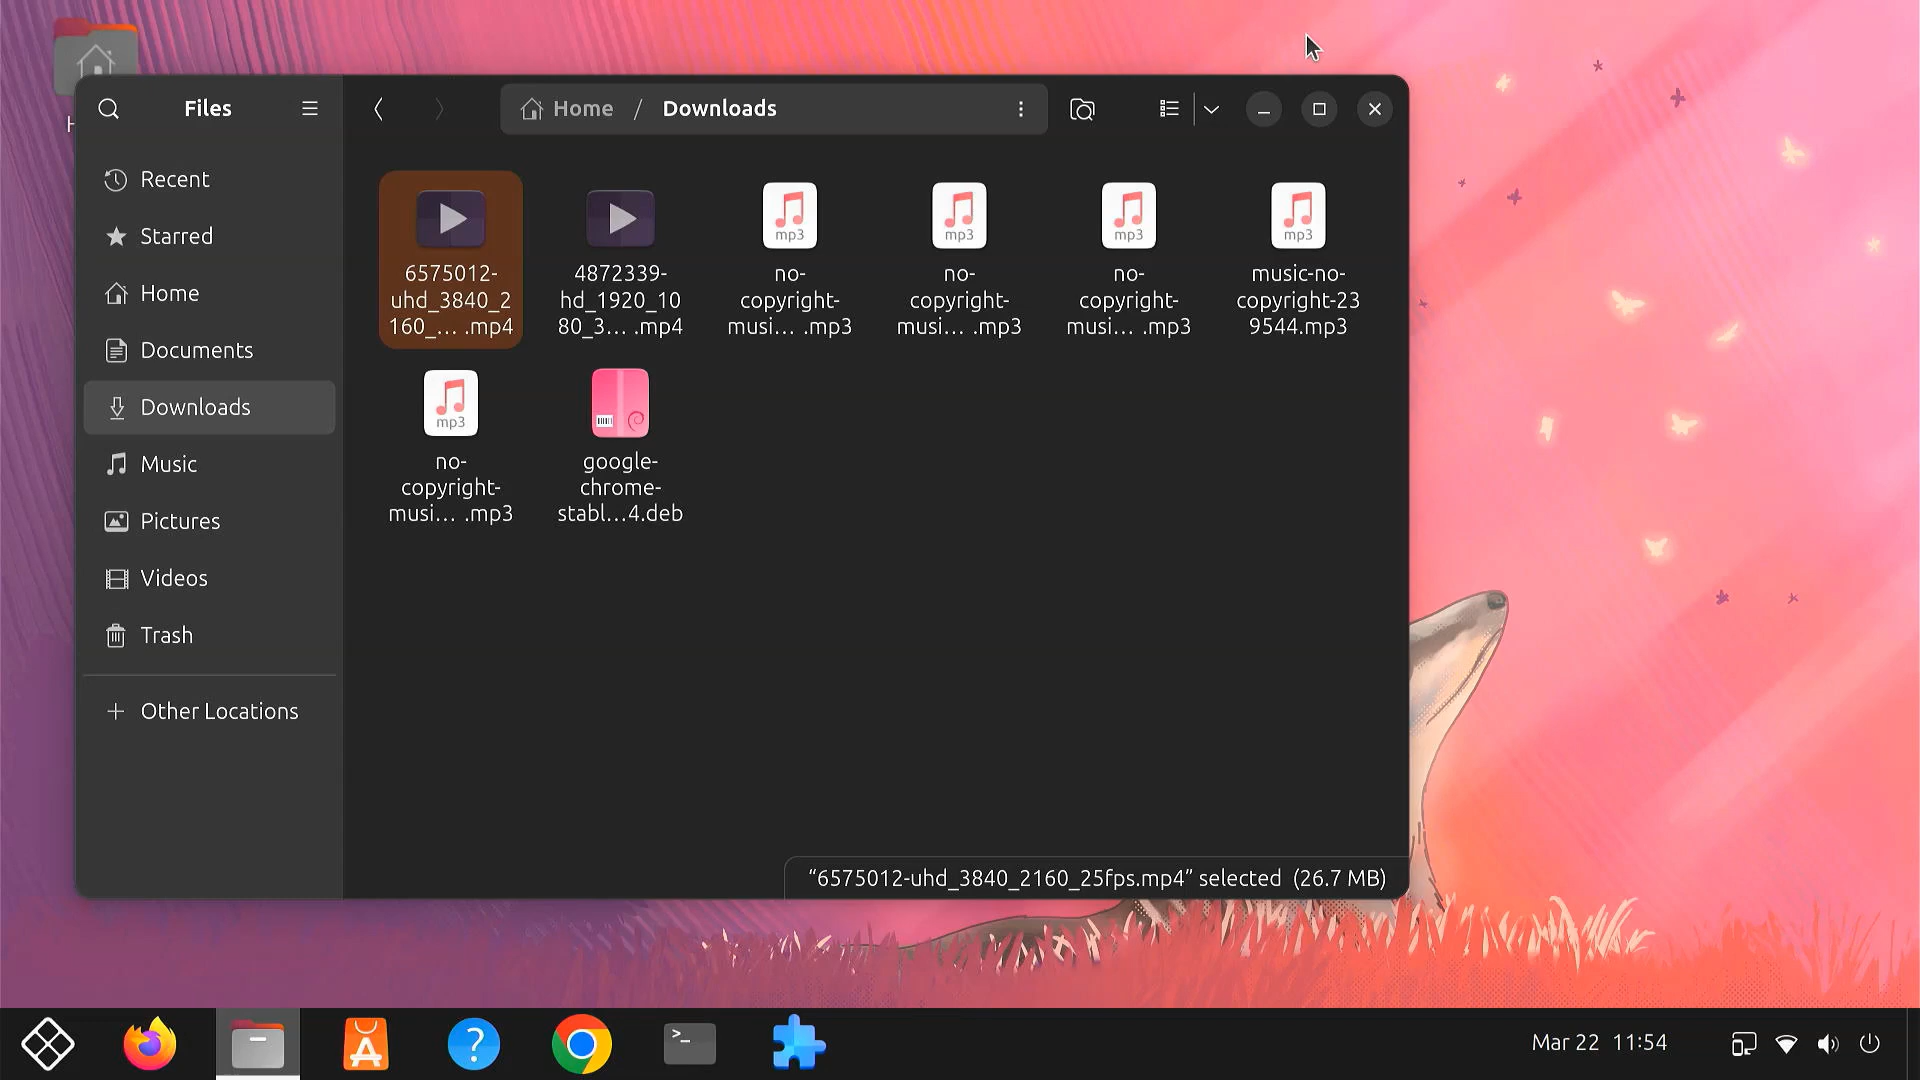 H
Files
Home / Downloads
Recent
Starred
Home
Documents
Downloads
Music
Pictures
Videos
Trash
Other Locations
6575012-
uhd_3840_2
160_... .mp4
4872339-
hd_1920_10
80_3... .mp4
mp3
no-
copyright-
musi... .mp3
mp3
no-
copyright-
musi... .mp3
mp3
no-
copyright-
musi... .mp3
mp3
music-no-
copyright-23
9544.mp3
mp3
no-
copyright-
musi... .mp3
google-
chrome-
stabl...4.deb
“6575012-uhd_3840_2160_25fps.mp4” selected (26.7 MB)
Mar 22 11:54